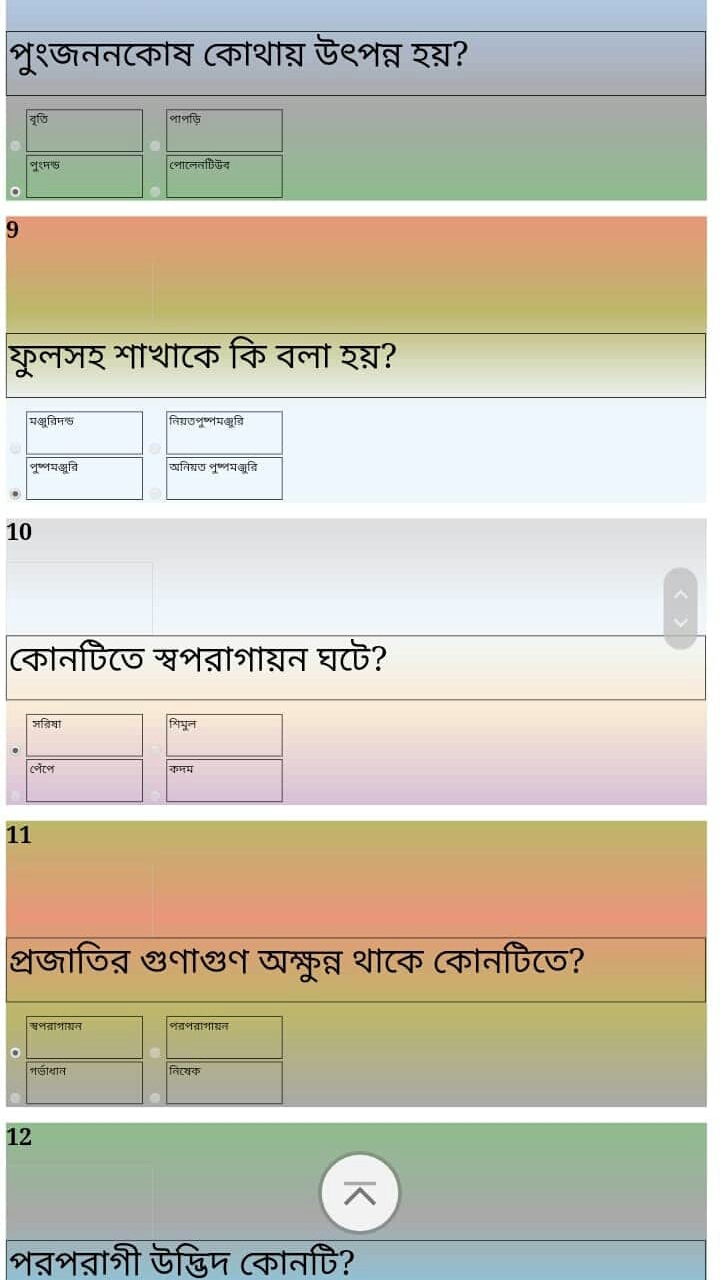 পুংজননকোষ কোথায় উৎপন্ন হয়?
বৃতি পাপড়ি
পুংদন্ড পোলেনটিউব
9
ফুলসহ শাখাকে কি বলা হয়?
মঞ্জুরিদন্ড নিয়তপুষ্পমঞ্জুরি
পুষ্পমঞ্জুরি অনিয়ত পুষ্পমঞ্জুরি
10
কোনটিতে স্বপরাগায়ন ঘটে?
সরিষা শিমুল
পেঁপে কদম
11
প্রজাতির গুণাগুণ অক্ষুন্ন থাকে কোনটিতে?
স্বপরাগায়ন পরপরাগায়ন
গর্ভাধান নিষেক
12
পরপরাগী উদ্ভিদ কোনটি?